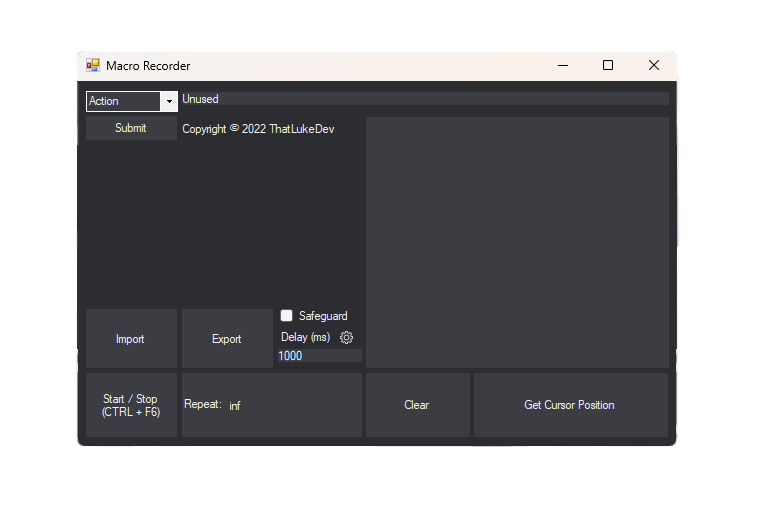 Macro Recorder
Action
Unused
Submit
Copyright © 2022 ThatLukeDev
Import
Export
Safeguard
Delay (ms)
1000
Start / Stop
(CTRL + F6)
Repeat: inf
Clear
Get Cursor Position